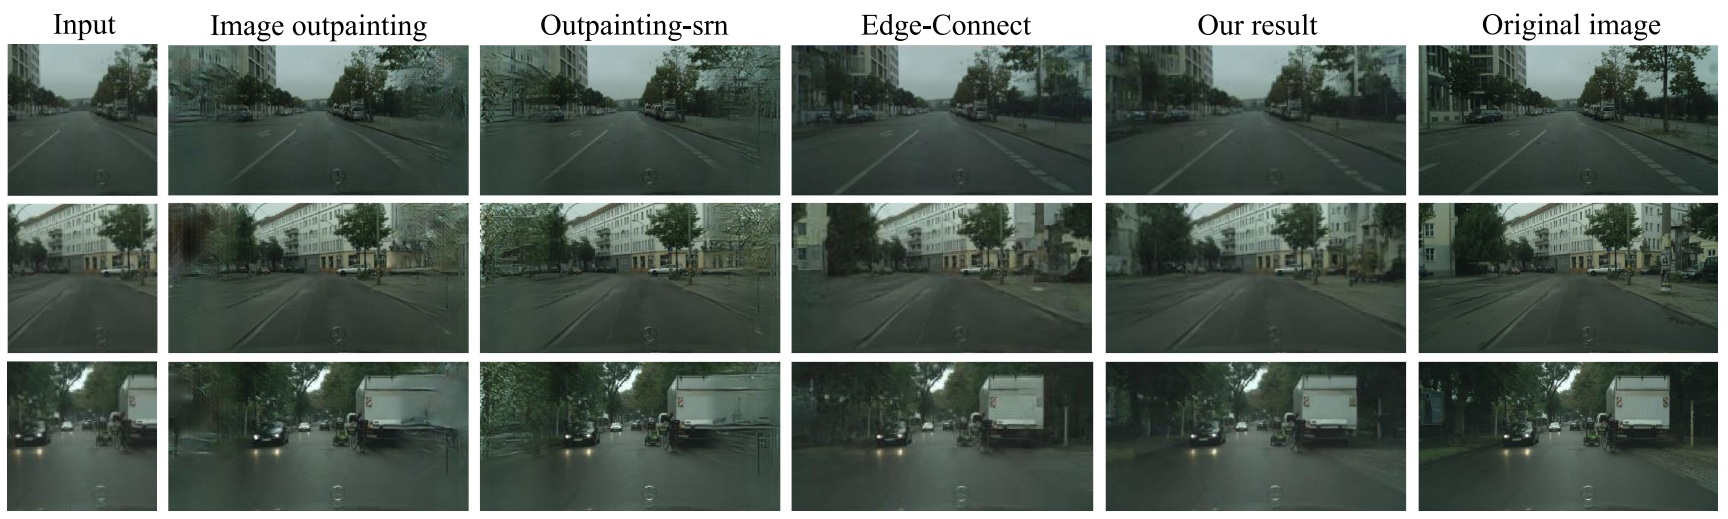 Input
Image outpainting
Outpainting-srn
Edge-Connect
Our result
Original image